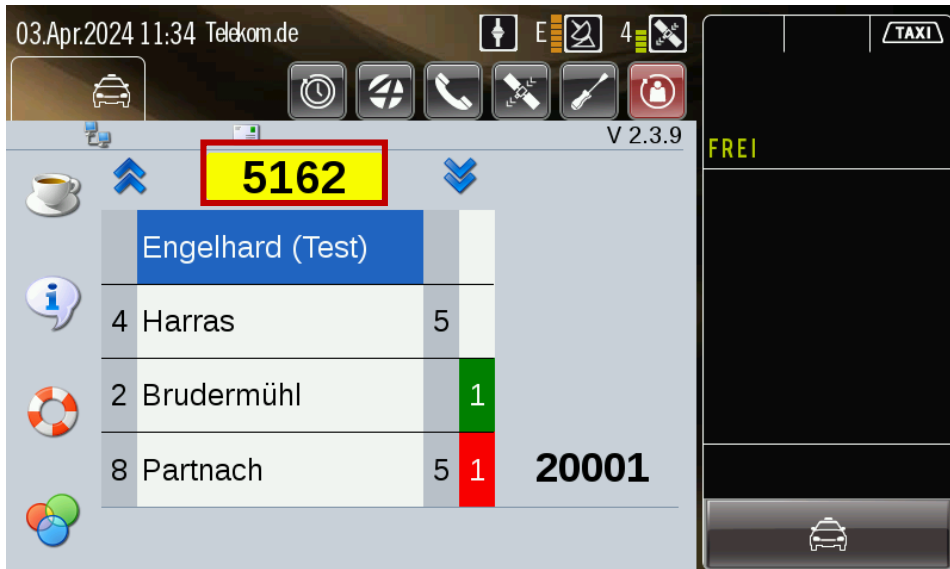 03.Apr.2024 11:34 Telekom.de E 4 TAXI
V 2.3.9
FREI
5162
Engelhard (Test)
4 Harras 5
2 Brudermühl 1
8 Partnach 5 1 20001